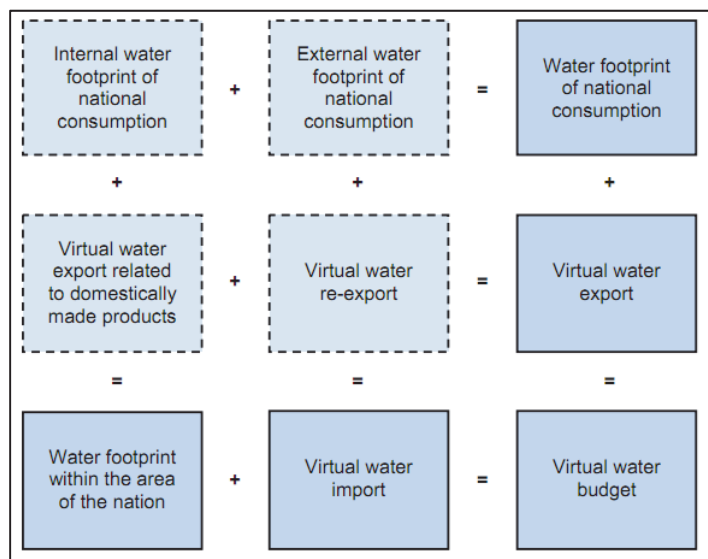 Internal water
footprint of
national
consumption
+
External water
footprint of
national
consumption
=
Water footprint
of national
consumption
+
+
+
Virtual water
export related
to domestically
made products
+
Virtual water
re-export
=
Virtual water
export
=
=
=
Water footprint
within the area
of the nation
+
Virtual water
import
=
Virtual water
budget